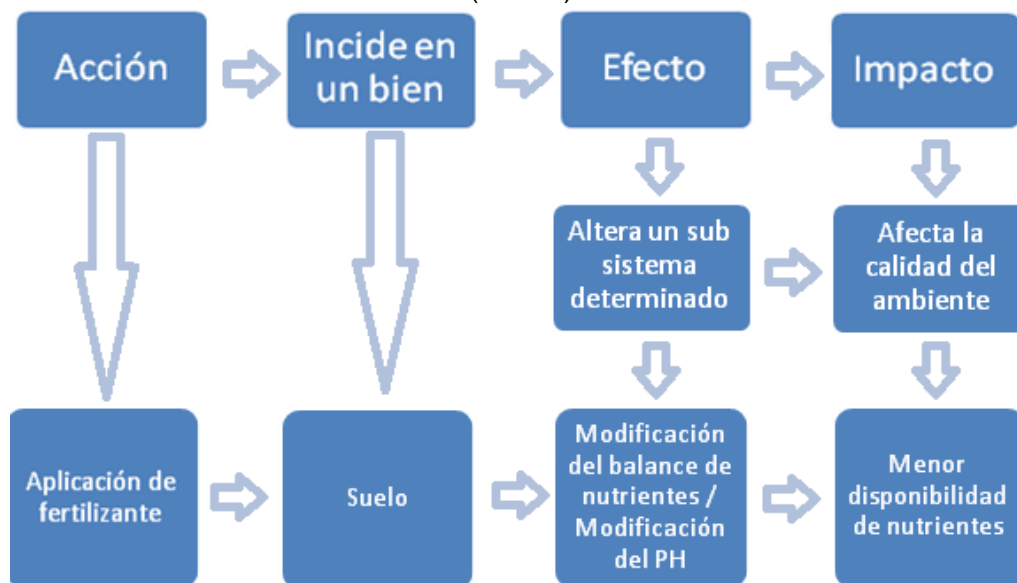 Acción
Incide en
un bien
Efecto
Impacto
Altera un sub
sistema
determinado
Afecta la
calidad del
ambiente
Aplicación de
fertilizante
Suelo
Modificación
del balance de
nutrientes /
Modificación
del PH
Menor
disponibilidad
de nutrientes